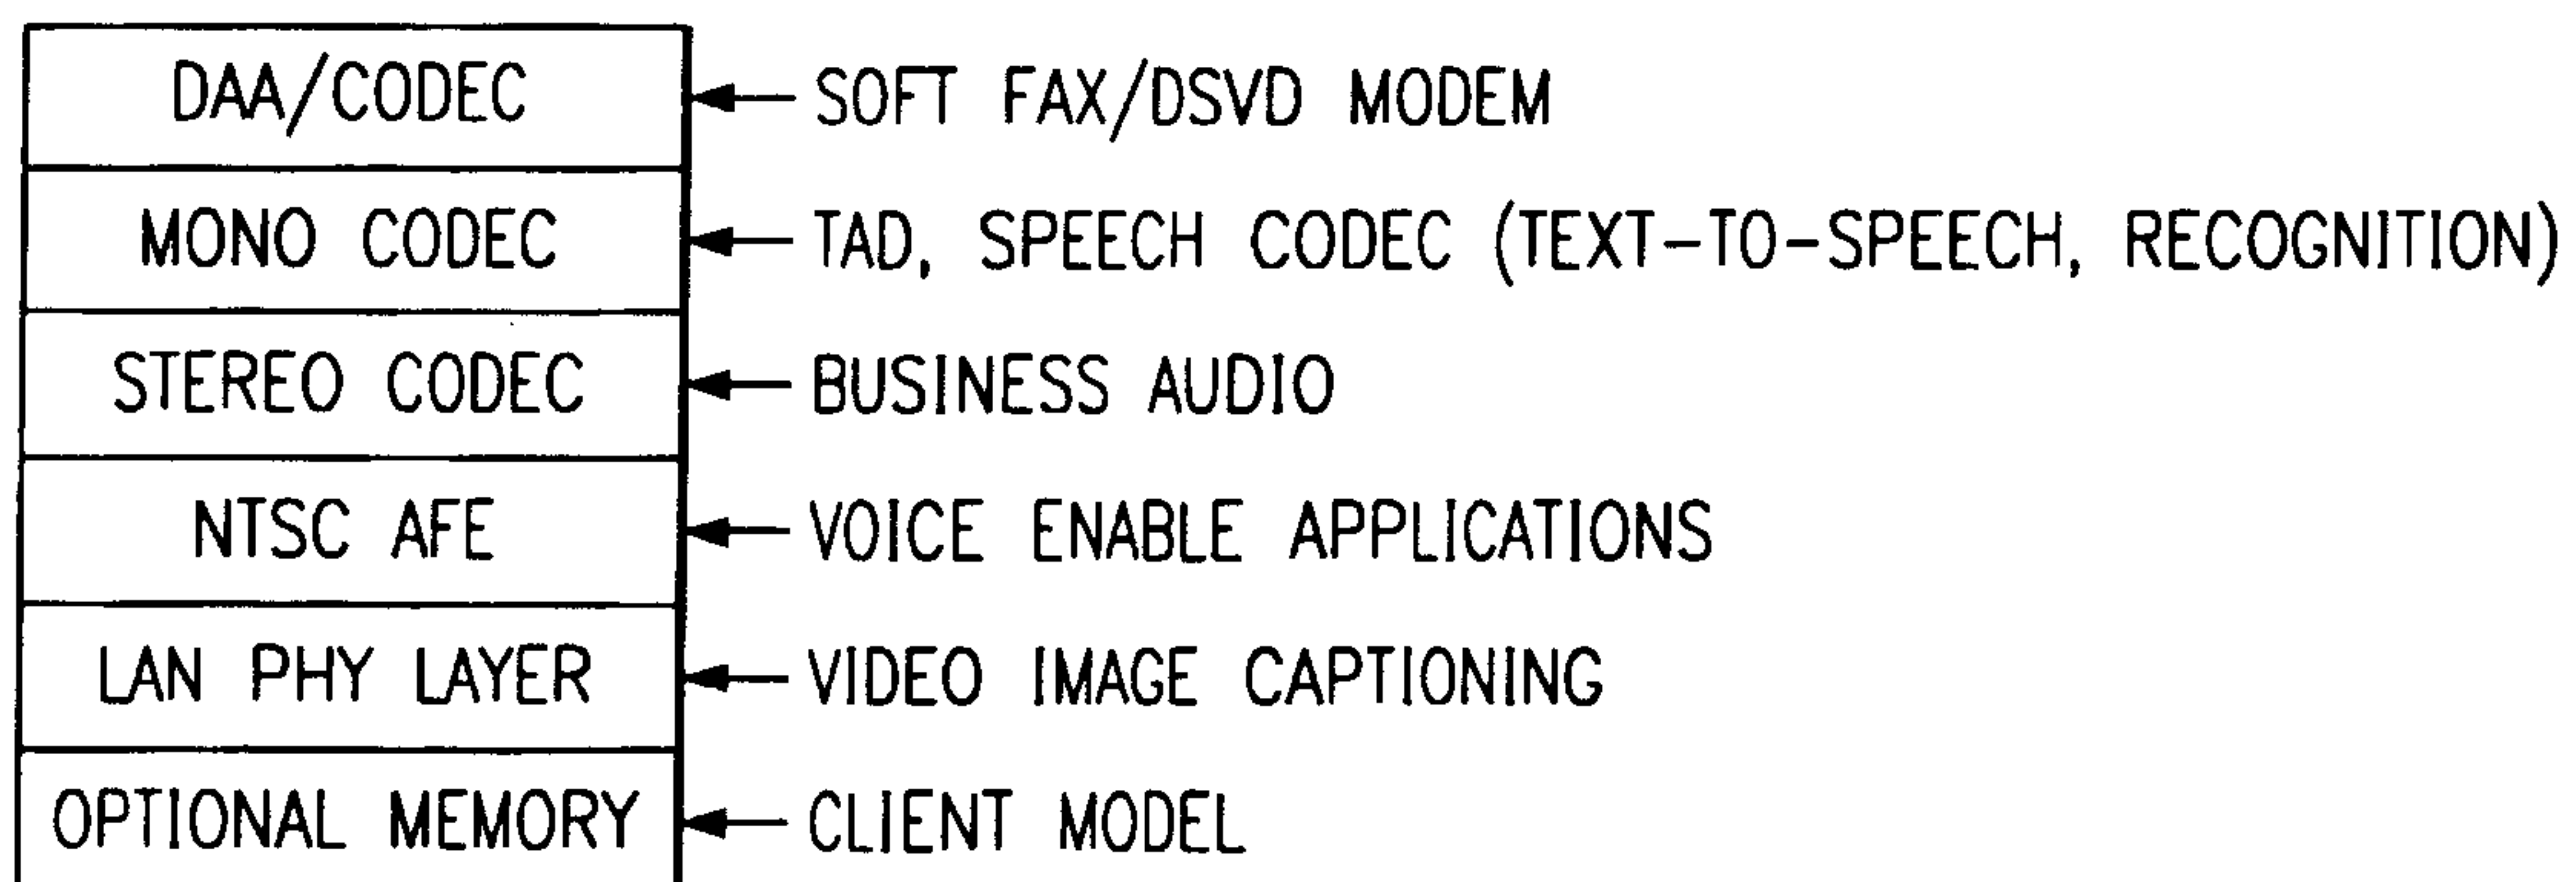 DAA/CODEC SOFT FAX/DSVD MODEM
MONO CODEC TAD, SPEECH CODEC (TEXT-TO-SPEECH, RECOGNITION)
STEREO CODEC BUSINESS AUDIO
NTSC AFE VOICE ENABLE APPLICATIONS
LAN PHY LAYER VIDEO IMAGE CAPTIONING
OPTIONAL MEMORY CLIENT MODEL